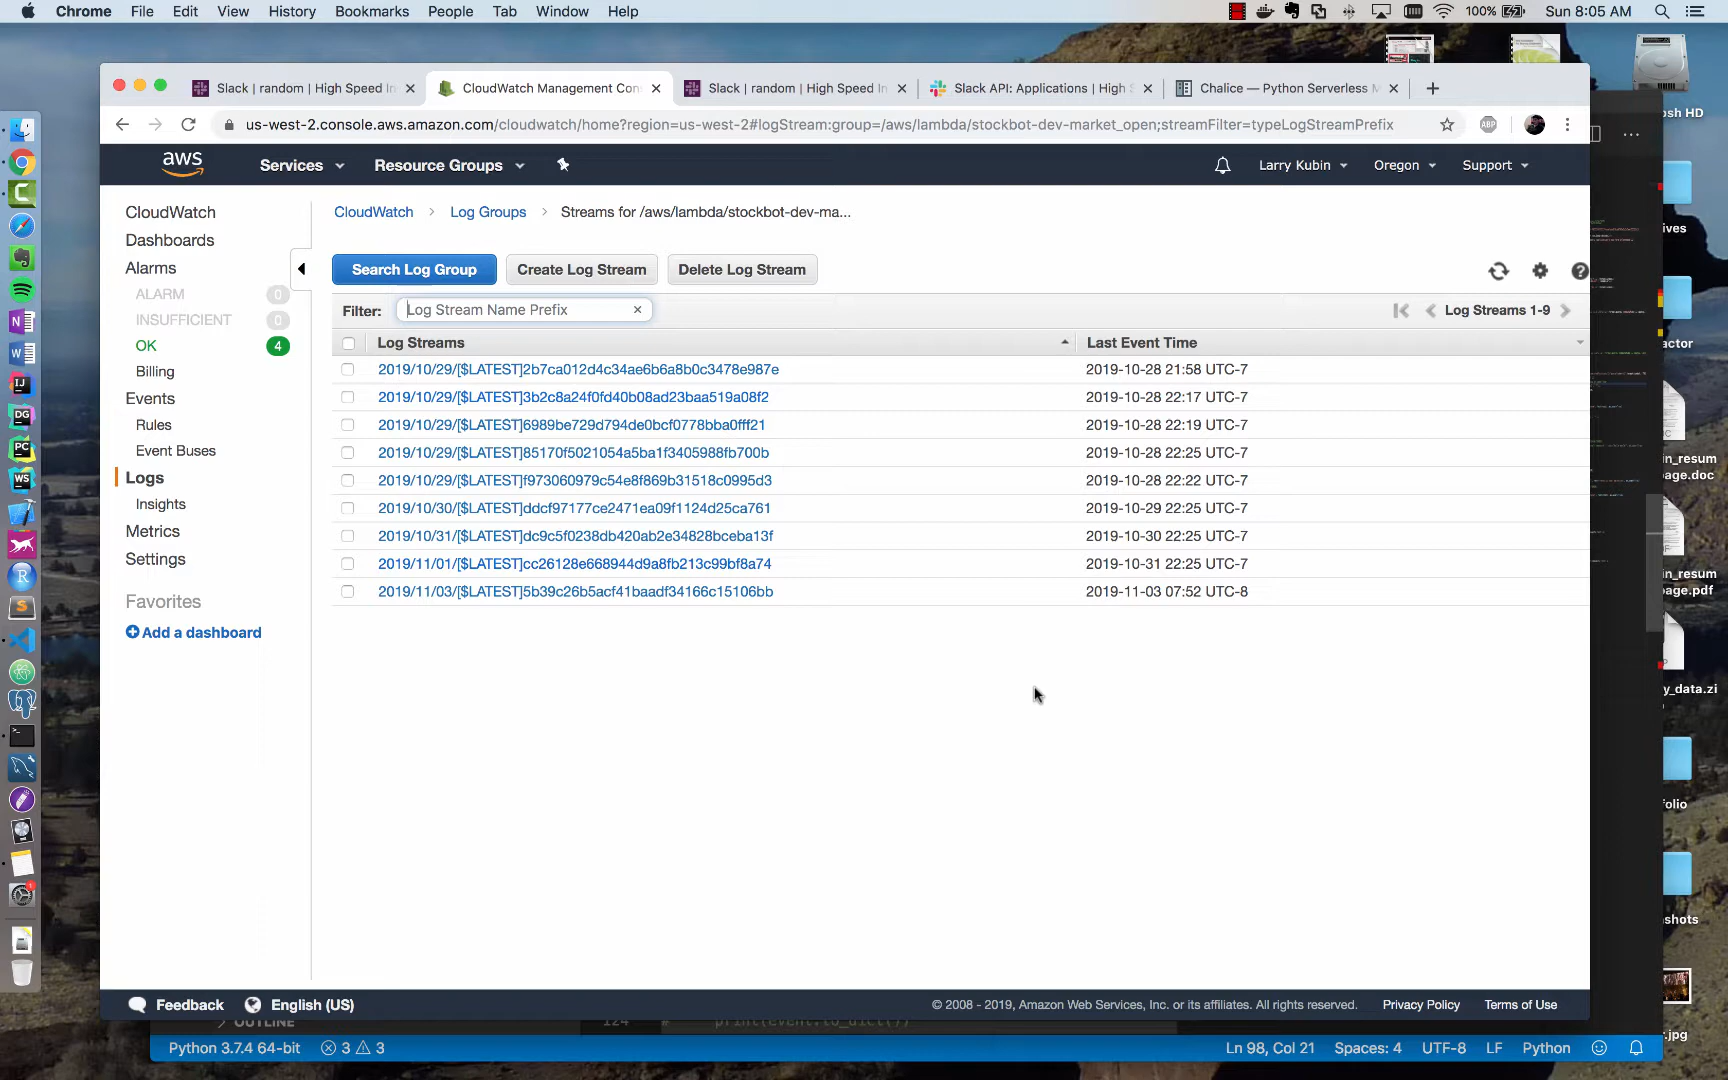 Chrome File Edit View History Bookmarks People Tab Window Help
100% Sun 8:05 AM
Slack | random | High Speed In
CloudWatch Management Con
Slack | random | High Speed In
Slack API: Applications | High S
Chalice — Python Serverless M
us-west-2.console.aws.amazon.com/cloudwatch/home?region=us-west-2#logStream:group=/aws/lambda/stockbot-dev-market_open;streamFilter=typeLogStreamPrefix
ABP
aws Services Resource Groups Larry Kubin Oregon Support
CloudWatch
Dashboards
Alarms
ALARM 0
INSUFFICIENT 0
OK 4
Billing
Events
Rules
Event Buses
Logs
Insights
Metrics
Settings
Favorites
Add a dashboard
CloudWatch > Log Groups > Streams for /aws/lambda/stockbot-dev-ma...
Search Log Group Create Log Stream Delete Log Stream
Filter: Log Stream Name Prefix × Log Streams 1-9
Log Streams Last Event Time
2019/10/29/[$LATEST]2b7ca012d4c34ae6b6a8b0c3478e987e 2019-10-28 21:58 UTC-7
2019/10/29/[$LATEST]3b2c8a24f0fd40b08ad23baa519a08f2 2019-10-28 22:17 UTC-7
2019/10/29/[$LATEST]6989be729d794de0bcf0778bba0fff21 2019-10-28 22:19 UTC-7
2019/10/29/[$LATEST]85170f5021054a5ba1f3405988fb700b 2019-10-28 22:25 UTC-7
2019/10/29/[$LATEST]f973060979c54e8f869b31518c0995d3 2019-10-28 22:22 UTC-7
2019/10/30/[$LATEST]ddcf97177ce2471ea09f1124d25ca761 2019-10-29 22:25 UTC-7
2019/10/31/[$LATEST]dc9c5f0238db420ab2e34828bceba13f 2019-10-30 22:25 UTC-7
2019/11/01/[$LATEST]cc26128e668944d9a8fb213c99bf8a74 2019-10-31 22:25 UTC-7
2019/11/03/[$LATEST]5b39c26b5acf41baadf34166c15106bb 2019-11-03 07:52 UTC-8
Feedback English (US) © 2008 - 2019, Amazon Web Services, Inc. or its affiliates. All rights reserved. Privacy Policy Terms of Use
OUTLINE 124 # print(event.to_dict())
Python 3.7.4 64-bit 3 3 Ln 98, Col 21 Spaces: 4 UTF-8 LF Python
osh HD
ives
actor
in_resum
page.doc
in_resum
page.pdf
y_data.zi
p
folio
shots
r.jpg